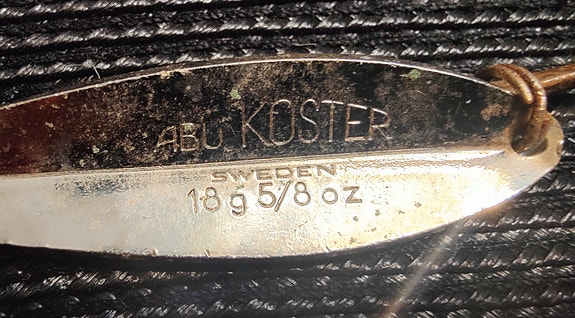 ABU KOSTER
SWEDEN
18 g 5/8 oz